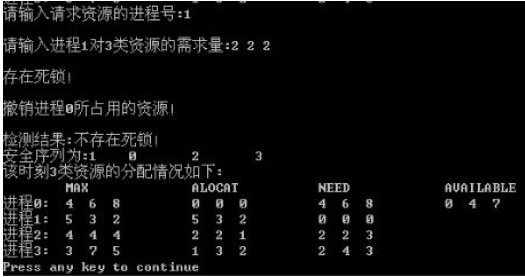 请输入请求资源的进程号:1
请输入进程1对3类资源的需求量:2 2 2
存在死锁!
撤销进程0所占用的资源!
检测结果:不存在死锁!
安全序列为:1 0 2 3
该时刻3类资源的分配情况如下:
MAX ALOCAT NEED AUAILABLE
进程0: 4 6 8 0 0 0 4 6 8 0 4 7
进程1: 5 3 2 5 3 2 0 0 0
进程2: 4 4 4 2 2 1 2 2 3
进程3: 3 7 5 1 3 2 2 4 3
Press any key to continue